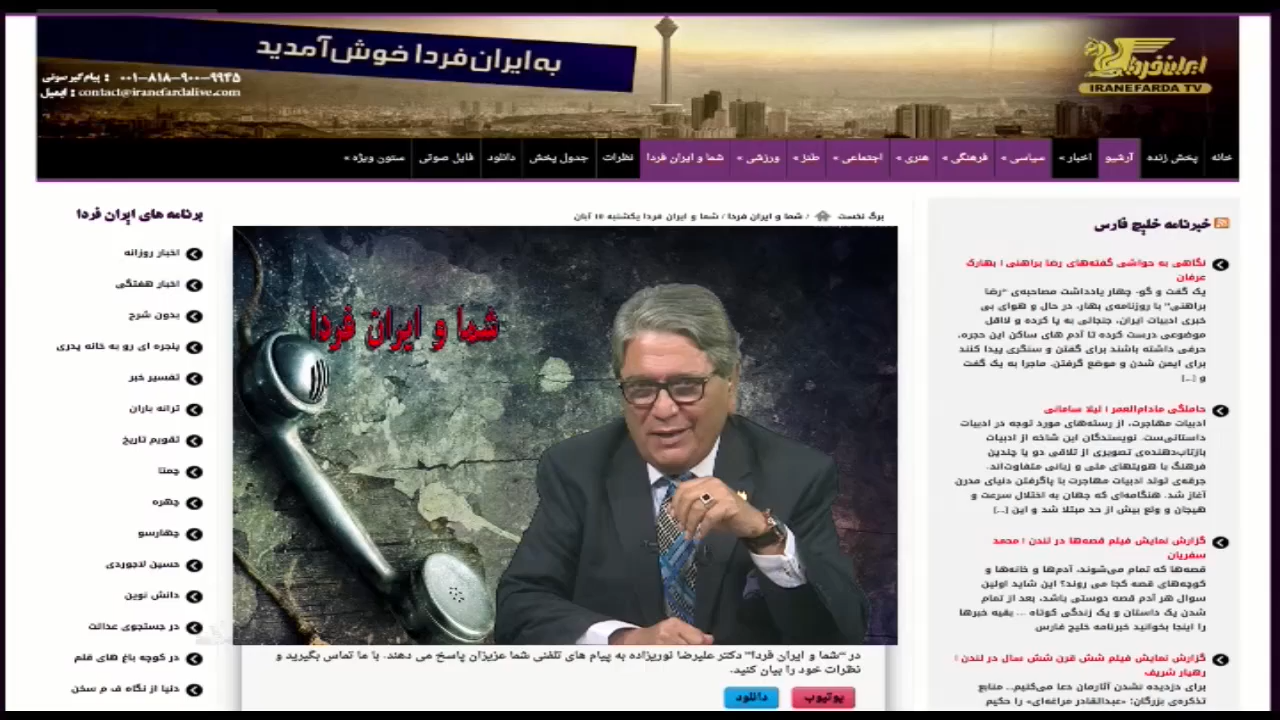 به ایران فردا خوش آمدید
پیام گیر صوتی : ۰۰۱-۸۱۸-۹۰۰-۹۹۴۵
ایمیل : contact@iranefardalive.com
ایران فردا
IRANEFARDA TV
خانه پخش زنده آرشیو اخبار » سیاسی » فرهنگی » هنری » اجتماعی » طنز » ورزشی » شما و ایران فردا نظرات جدول پخش دانلود فایل صوتی ستون ویژه »
خبرنامه خلیج فارس
نگاهی به حواشی گفته‌های رضا براهنی | بهارک
عرفان
یک گفت و گو- چهار یادداشت مصاحبه‌ی "رضا
براهنی" با روزنامه‌ی بهار، در حال و هوای بی
خبری ادبیات ایران، جنجالی به پا کرده و لااقل
موضوعی درست کرده تا آدم های ساکن این حجره،
حرفی داشته باشند برای گفتن و سنگری پیدا کنند
برای ایمن شدن و موضع گرفتن. ماجرا به یک گفت
و [...]
حاملگی مادام‌العمر | لیلا سامانی
ادبیات مهاجرت، از رسته‌های مورد توجه در ادبیات
داستانی‌ست. نویسندگان این شاخه از ادبیات
بازتاب‌دهنده‌ی تصویری از تلاقی دو یا چندین
فرهنگ با هویتهای ملی و زبانی متفاوت‌اند.
جرقه‌ی تولد ادبیات مهاجرت با پاگرفتن دنیای مدرن
آغاز شد. هنگامه‌ای که جهان به اختلال سرعت و
هیجان و ولع بیش از حد مبتلا شد و این [...]
گزارش نمایش فیلم قصه‌ها در لندن | محمد
سفریان
قصه‌ها که تمام می‌شوند، آدم‌ها و خانه‌ها و
کوچه‌های قصه کجا می روند؟ این شاید اولین
سوال هر آدم قصه دوستی باشد، بعد از تمام
شدن یک داستان و یک زندگی کوتاه ... بقیه خبرها
را اینجا بخوانید خبرنامه خلیج فارس
گزارش نمایش فیلم شش قرن شش سال در لندن |
رهیار شریف
برای دزدیده نشدن آثارمان دعا می‌کنیم... منابع
تذکره‌ی بزرگان؛ «عبدالقادر مراغه‌ای» را حکیم
برگ نخست / شما و ایران فردا / شما و ایران فردا یکشنبه 10 آبان
شما و ایران فردا
در "شما و ایران فردا" دکتر علیرضا نوریزاده به پیام های تلفنی شما عزیزان پاسخ می دهند. با ما تماس بگیرید و
نظرات خود را بیان کنید.
یوتیوب دانلود
برنامه های ایران فردا
اخبار روزانه
اخبار هفتگی
بدون شرح
پنجره ای رو به خانه پدری
تفسیر خبر
ترانه باران
تقویم تاریخ
چمتا
چهره
چهارسو
حسین لاجوردی
دانش نوین
در جستجوی عدالت
در کوچه باغ های قلم
دنیا از نگاه ف م سخن